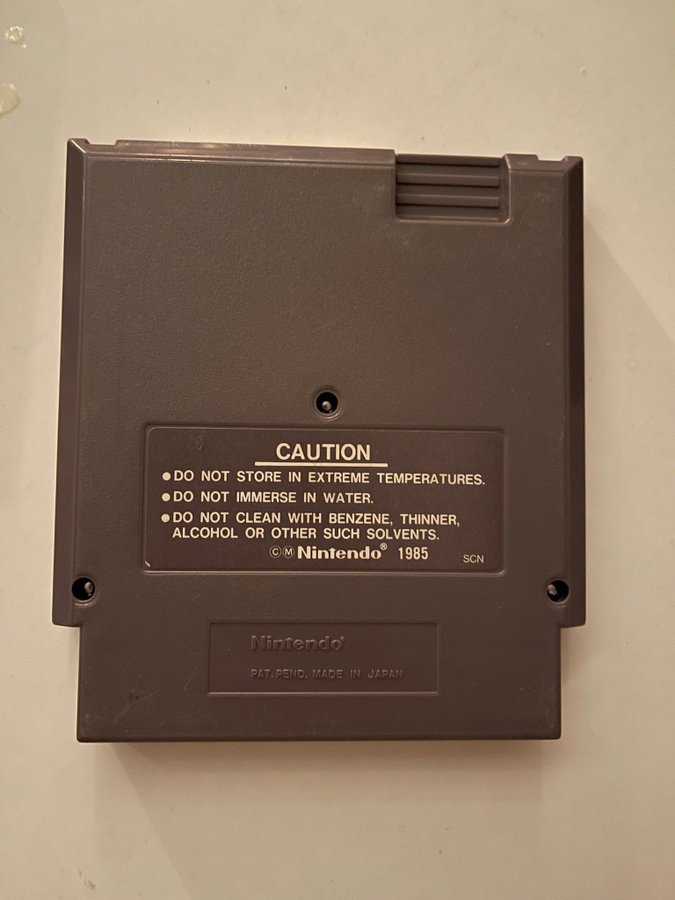 CAUTION
●DO NOT STORE IN EXTREME TEMPERATURES.
●DO NOT IMMERSE IN WATER.
●DO NOT CLEAN WITH BENZENE, THINNER,
ALCOHOL OR OTHER SUCH SOLVENTS.
ⒸⓂ Nintendo® 1985 SCN
Nintendo®
PAT. PEND. MADE IN JAPAN